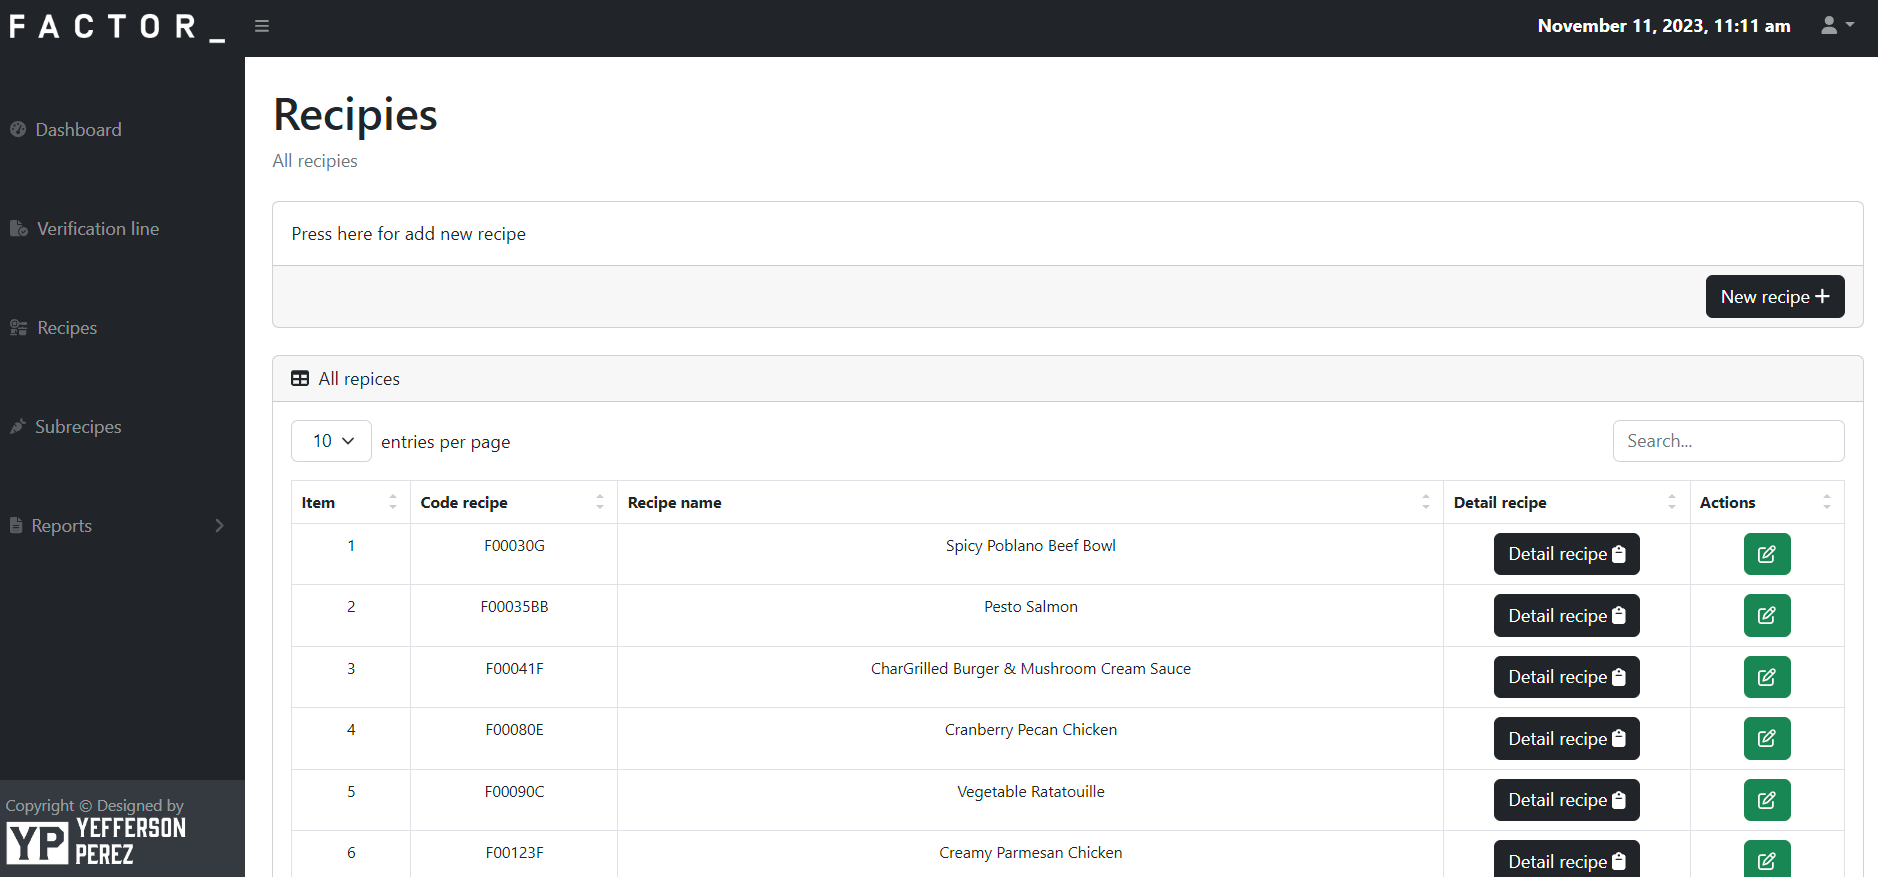 FACTOR_
November 11, 2023, 11:11 am
Dashboard
Verification line
Recipes
Subrecipes
Reports
Copyright © Designed by
YP YEFFERSON
PEREZ
Recipies
All recipies
Press here for add new recipe
New recipe
All repices
10 entries per page
Search...
Item Code recipe Recipe name Detail recipe Actions
1 F00030G Spicy Poblano Beef Bowl Detail recipe
2 F00035BB Pesto Salmon Detail recipe
3 F00041F CharGrilled Burger & Mushroom Cream Sauce Detail recipe
4 F00080E Cranberry Pecan Chicken Detail recipe
5 F00090C Vegetable Ratatouille Detail recipe
6 F00123F Creamy Parmesan Chicken Detail recipe